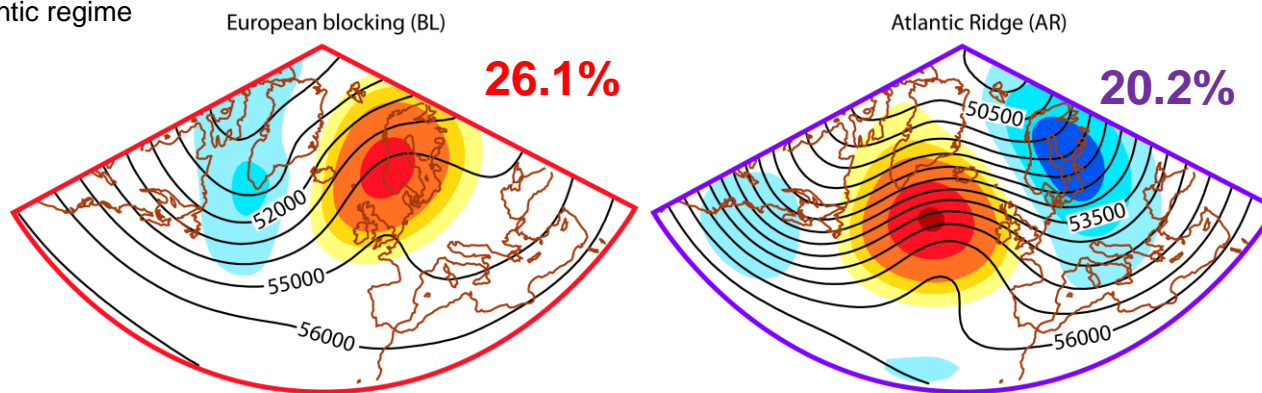 ntic regime
European blocking (BL)
26.1%
52000
55000
56000
Atlantic Ridge (AR)
20.2%
50500
53500
56000